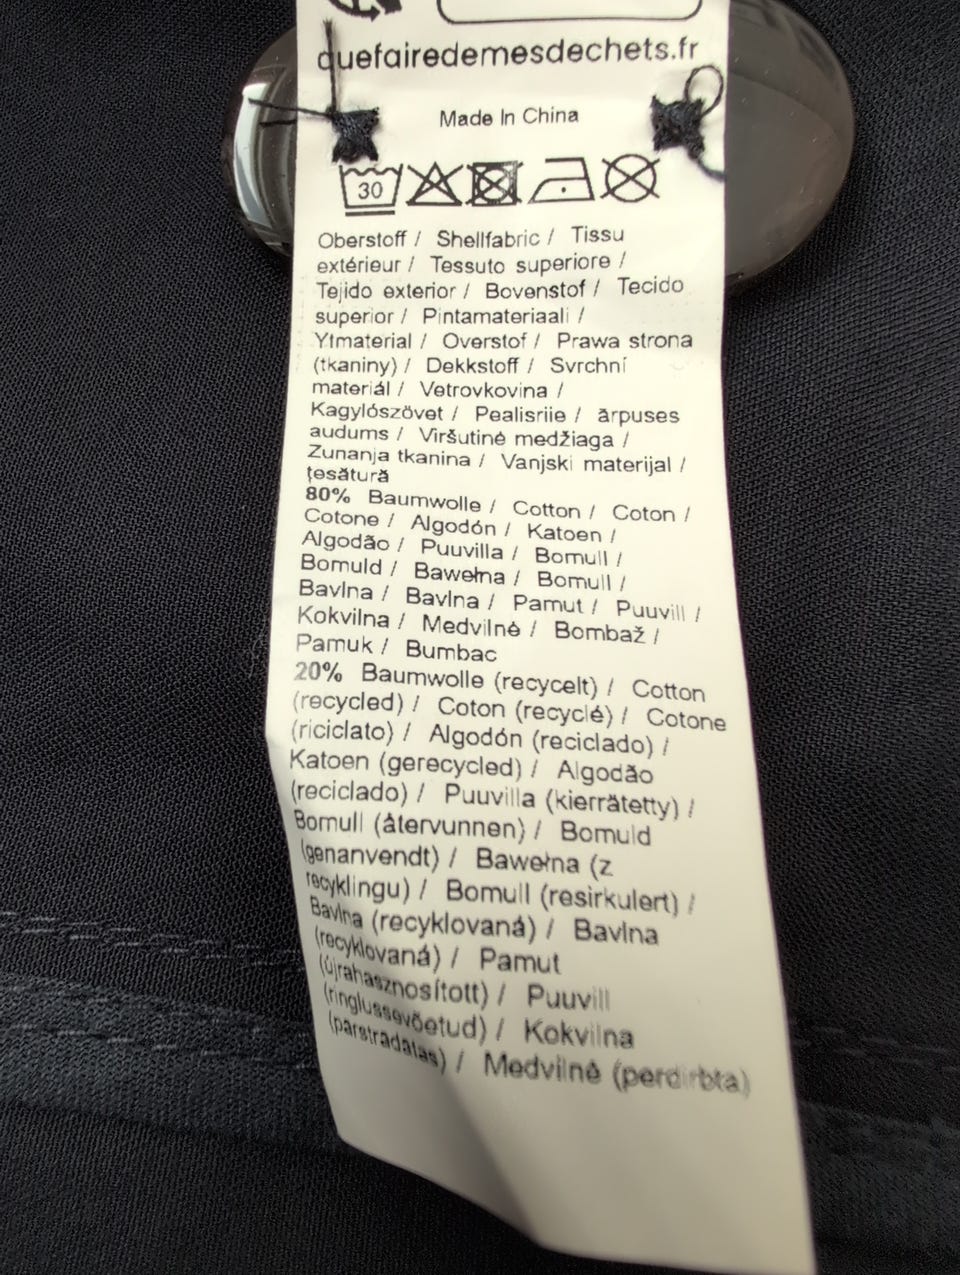 quefairedemesdechets.fr
Made In China
30
Oberstoff / Shellfabric / Tissu
extérieur / Tessuto superiore /
Tejido exterior / Bovenstof / Tecido
superior / Pintamateriaali /
Ytmaterial / Overstof / Prawa strona
(tkaniny) / Dekkstoff / Svrchní
materiál / Vetrovkovina /
Kagylószövet / Pealisriie / ārpuses
audums / Viršutinė medžiaga /
Zunanja tkanina / Vanjski materijal /
țesătură
80% Baumwolle / Cotton / Coton /
Cotone / Algodón / Katoen /
Algodão / Puuvilla / Bomull /
Bomuld / Bawełna / Bomull /
Bavlna / Bavlna / Pamut / Puuvill /
Kokvilna / Medvilnė / Bombaž /
Pamuk / Bumbac
20% Baumwolle (recycelt) / Cotton
(recycled) / Coton (recyclé) / Cotone
(riciclato) / Algodón (reciclado) /
Katoen (gerecycled) / Algodão
(reciclado) / Puuvilla (kierrätetty) /
Bomull (återvunnen) / Bomuld
(genanvendt) / Bawełna (z
recyklingu) / Bomull (resirkulert) /
Bavlna (recyklovaná) / Bavlna
(recyklovaná) / Pamut
(újrahasznosított) / Puuvill
(ringlussevõetud) / Kokvilna
(pārstrādātas) / Medvilnė (perdirbta)